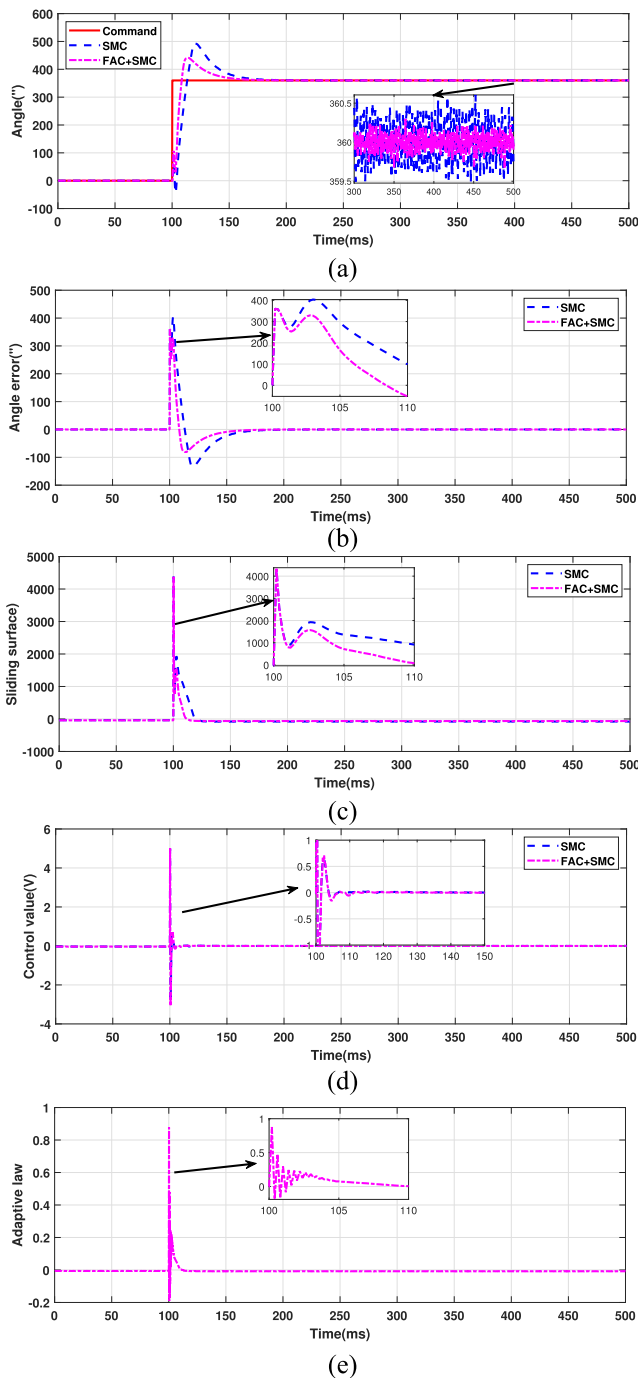 600
500
400
300
200
100
0
-100
Angle('')
Command
SMC
FAC+SMC
360.5
360
359.5
300 350 400 450 500
0 50 100 150 200 250 300 350 400 450 500
Time(ms)
(a)
500
400
300
200
100
0
-100
-200
Angle error('')
SMC
FAC+SMC
400
300
200
100
0
100 105 110
0 50 100 150 200 250 300 350 400 450 500
Time(ms)
(b)
5000
4000
3000
2000
1000
0
-1000
Sliding surface
SMC
FAC+SMC
4000
3000
2000
1000
0
100 105 110
0 50 100 150 200 250 300 350 400 450 500
Time(ms)
(c)
6
4
2
0
-2
-4
Control value(V)
SMC
FAC+SMC
1
0.5
0
-0.5
-1
100 110 120 130 140 150
0 50 100 150 200 250 300 350 400 450 500
Time(ms)
(d)
1
0.8
0.6
0.4
0.2
0
-0.2
Adaptive law
1
0.5
0
100 105 110
0 50 100 150 200 250 300 350 400 450 500
Time(ms)
(e)